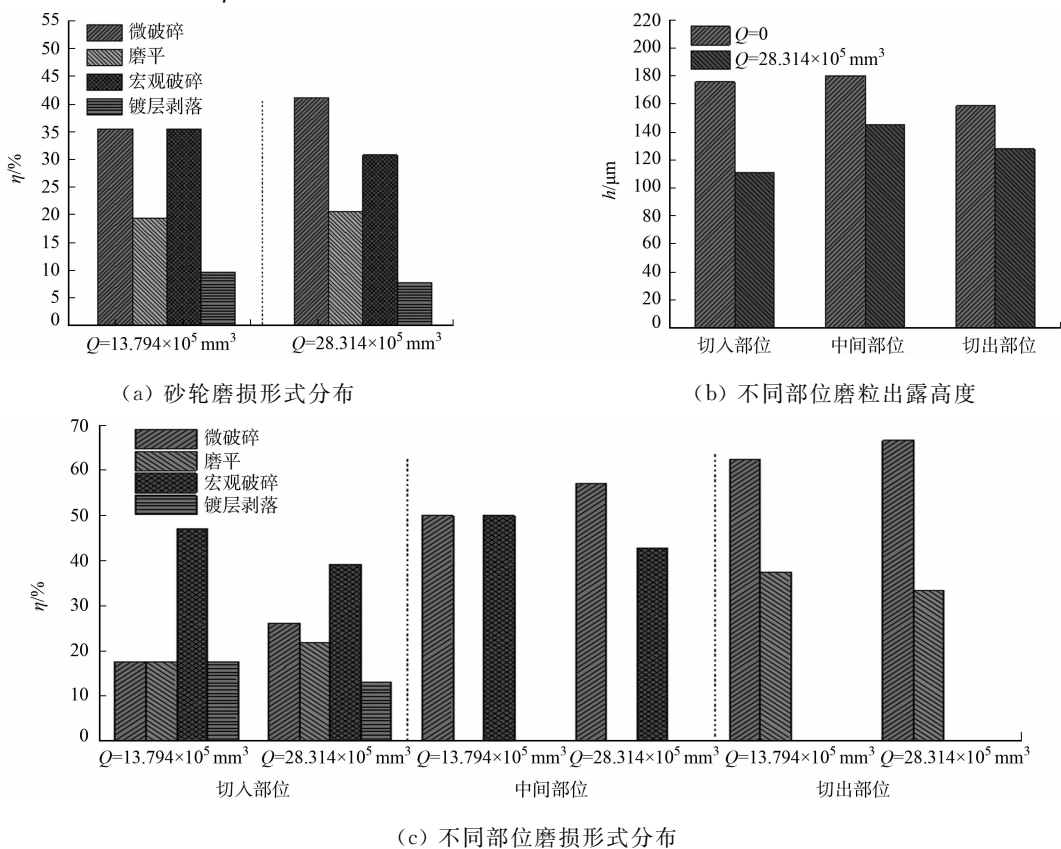 55
50
45
40
35
30
25
20
15
10
5
0
η/%
微破碎
磨平
宏观破碎
镀层剥落
Q=13.794×10⁵ mm³
Q=28.314×10⁵ mm³
(a) 砂轮磨损形式分布
220
200
180
160
140
120
100
80
60
40
20
0
h/μm
Q=0
Q=28.314×10⁵ mm³
切入部位
中间部位
切出部位
(b) 不同部位磨粒出露高度
70
60
50
40
30
20
10
0
η/%
微破碎
磨平
宏观破碎
镀层剥落
Q=13.794×10⁵ mm³
Q=28.314×10⁵ mm³
Q=13.794×10⁵ mm³
Q=28.314×10⁵ mm³
Q=13.794×10⁵ mm³
Q=28.314×10⁵ mm³
切入部位
中间部位
切出部位
(c) 不同部位磨损形式分布